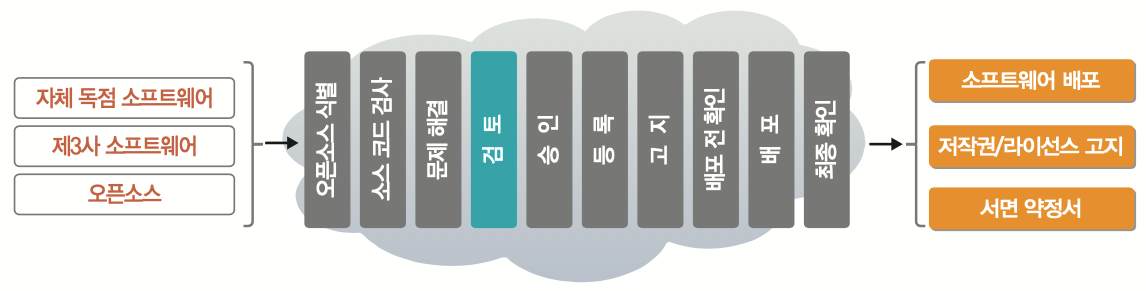 자체 독점 소프트웨어
제3사 소프트웨어
오픈소스
오픈소스 식별
소스 코드 검사
문제 해결
검 토
승 인
등 록
고 지
배포 전 확인
배 포
최종 확인
소프트웨어 배포
저작권/라이선스 고지
서면 약정서